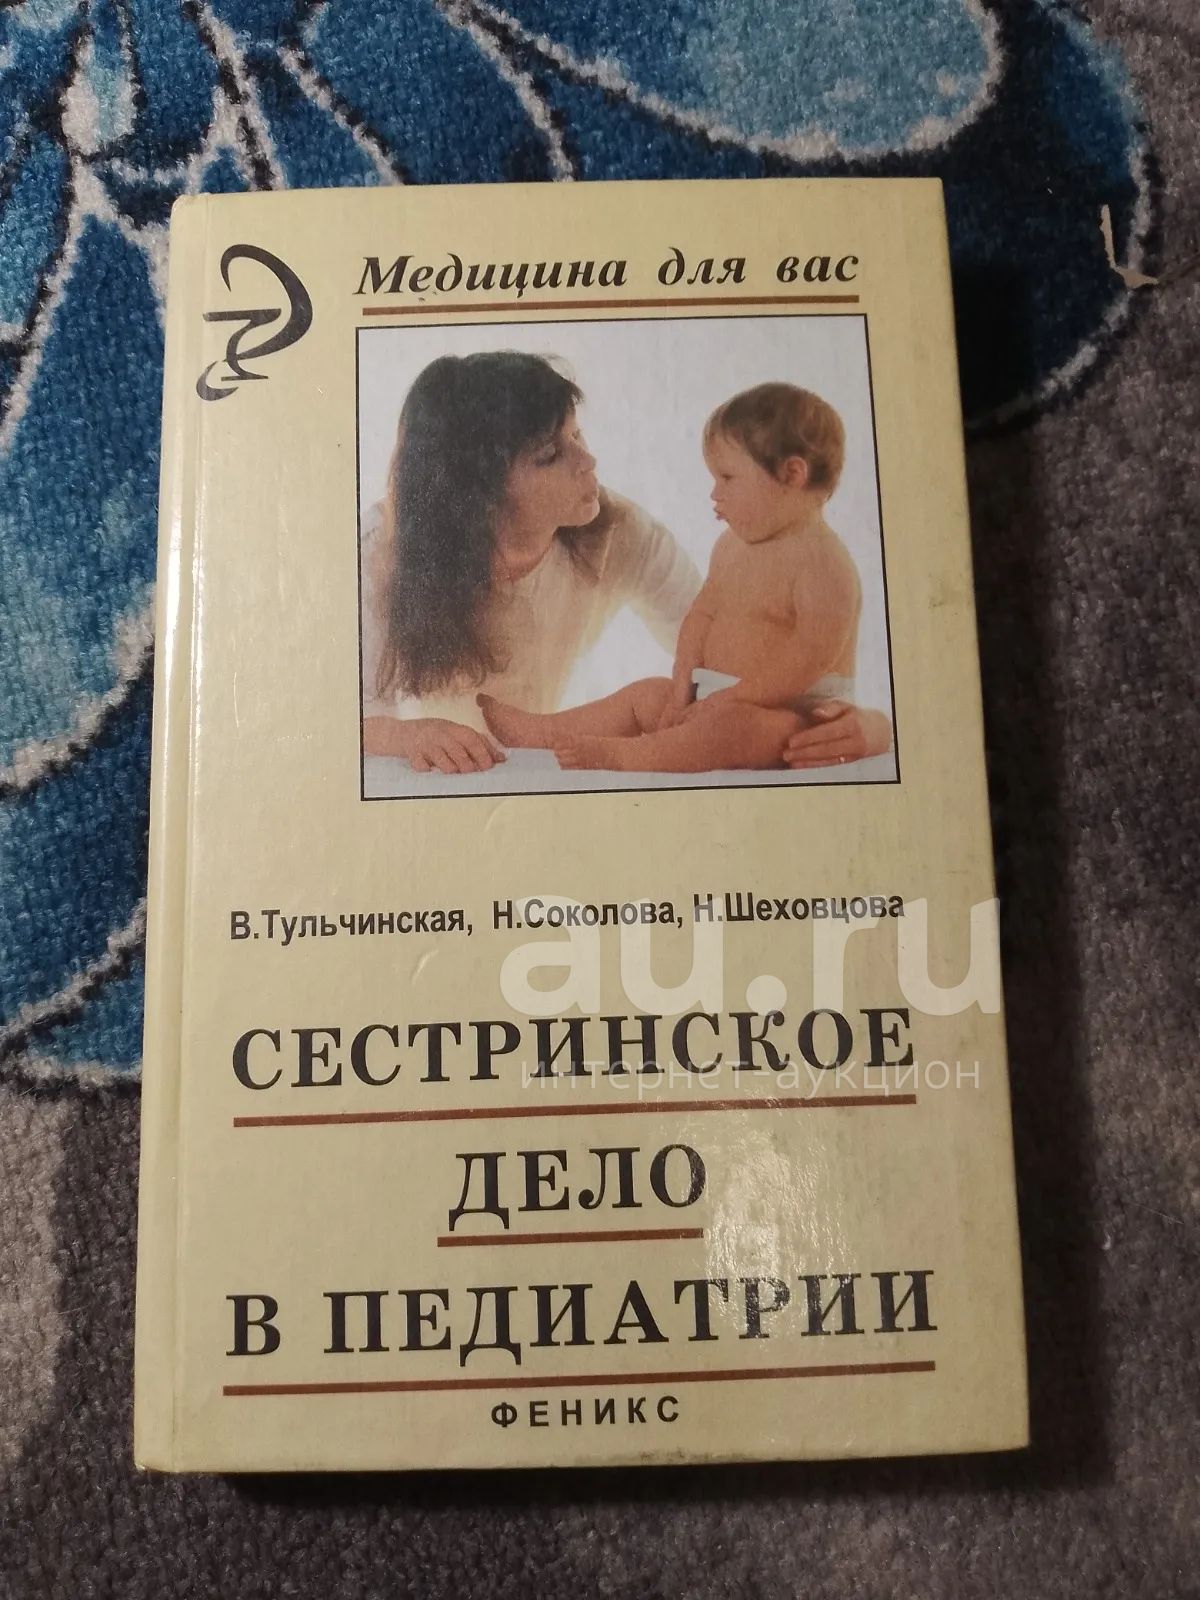 Медицина для вас
В.Тульчинская, Н.Соколова, Н.Шеховцова
au.ru
СЕСТРИНСКОЕ
интернет-аукцион
ДЕЛО
В ПЕДИАТРИИ
ФЕНИКС